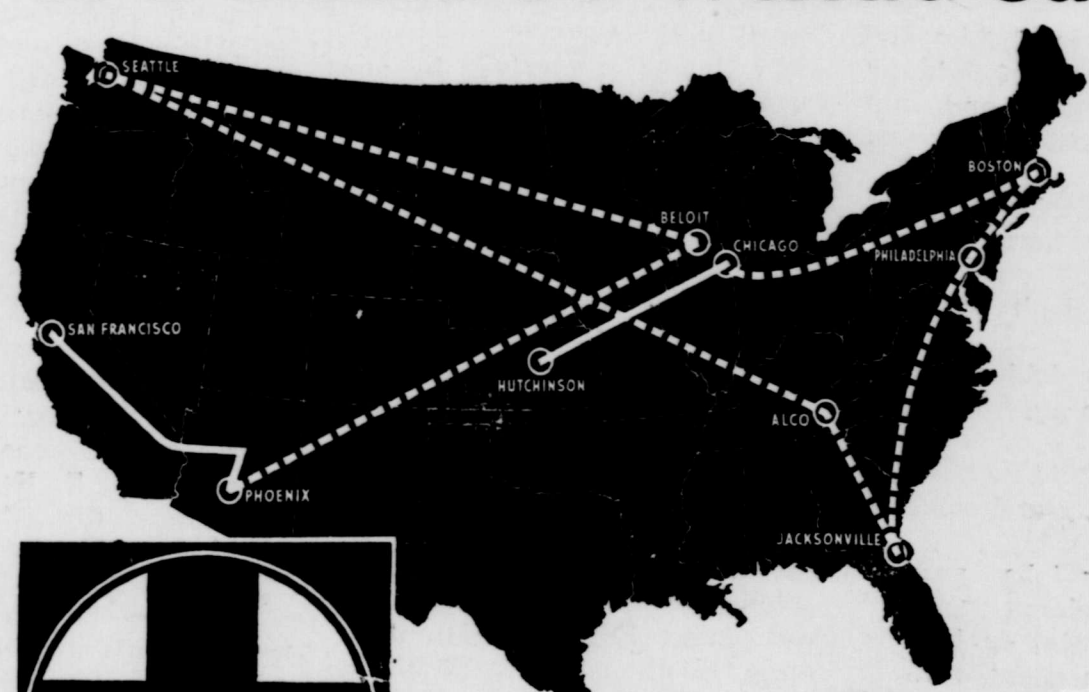 SEATTLE
BOSTON
BELOIT
CHICAGO
PHILADELPHIA
SAN FRANCISCO
HUTCHINSON
ALCO
PHOENIX
JACKSONVILLE